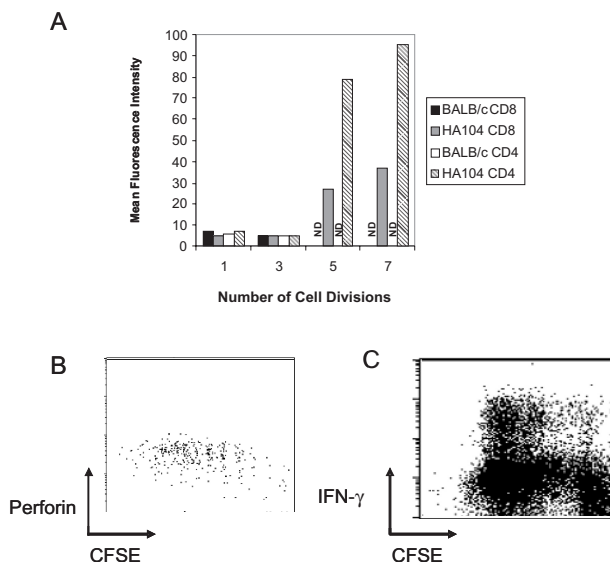 A
Mean Fluorescence Intensity
100
90
80
70
60
50
40
30
20
10
0
ND
ND
ND
ND
1 3 5 7
Number of Cell Divisions
BALB/c CD8
HA104 CD8
BALB/c CD4
HA104 CD4
B
Perforin
CFSE
C
IFN-γ
CFSE